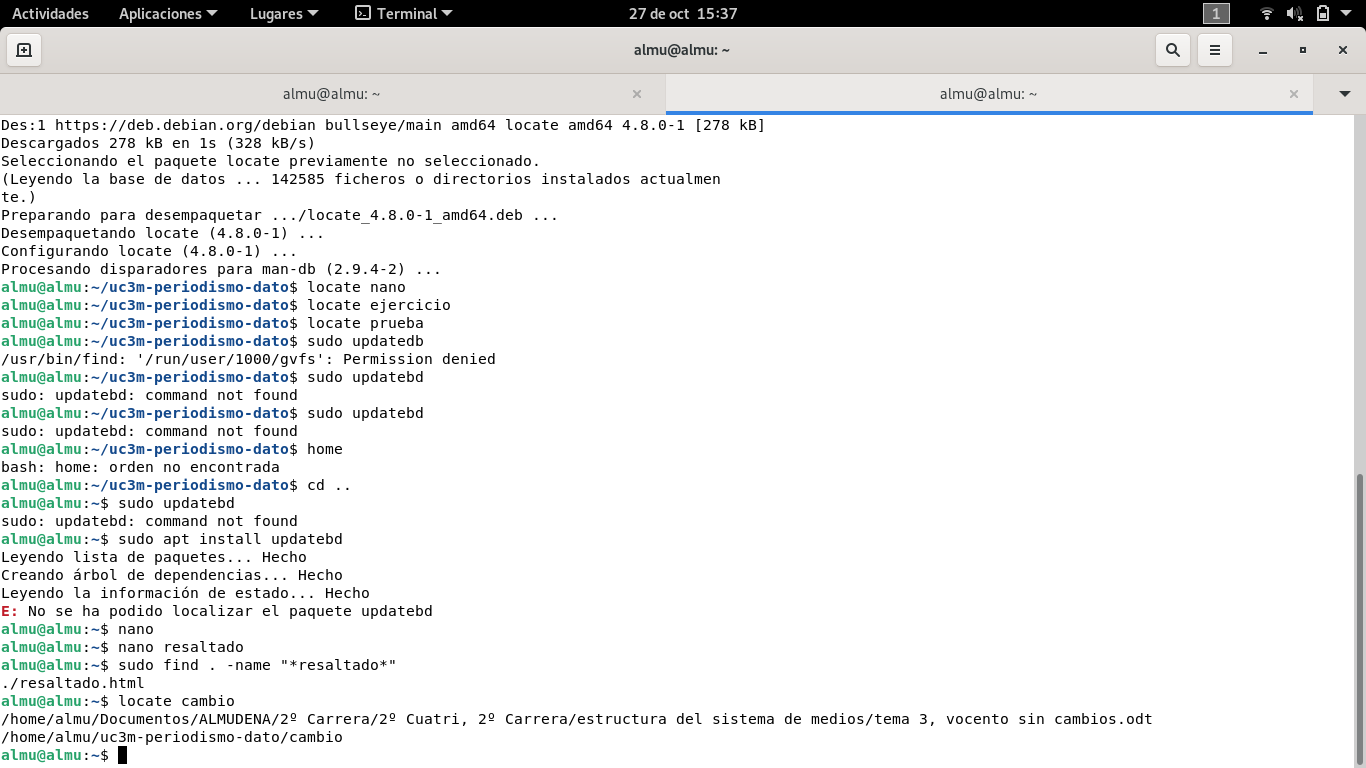 Actividades Aplicaciones Lugares Terminal 27 de oct 15:37 1
almu@almu: ~
almu@almu: ~ almu@almu: ~
Des:1 https://deb.debian.org/debian bullseye/main amd64 locate amd64 4.8.0-1 [278 kB]
Descargados 278 kB en 1s (328 kB/s)
Seleccionando el paquete locate previamente no seleccionado.
(Leyendo la base de datos ... 142585 ficheros o directorios instalados actualmen
te.)
Preparando para desempaquetar .../locate_4.8.0-1_amd64.deb ...
Desempaquetando locate (4.8.0-1) ...
Configurando locate (4.8.0-1) ...
Procesando disparadores para man-db (2.9.4-2) ...
almu@almu:~/uc3m-periodismo-dato$ locate nano
almu@almu:~/uc3m-periodismo-dato$ locate ejercicio
almu@almu:~/uc3m-periodismo-dato$ locate prueba
almu@almu:~/uc3m-periodismo-dato$ sudo updatedb
/usr/bin/find: '/run/user/1000/gvfs': Permission denied
almu@almu:~/uc3m-periodismo-dato$ sudo updatebd
sudo: updatebd: command not found
almu@almu:~/uc3m-periodismo-dato$ sudo updatebd
sudo: updatebd: command not found
almu@almu:~/uc3m-periodismo-dato$ home
bash: home: orden no encontrada
almu@almu:~/uc3m-periodismo-dato$ cd ..
almu@almu:~$ sudo updatebd
sudo: updatebd: command not found
almu@almu:~$ sudo apt install updatebd
Leyendo lista de paquetes... Hecho
Creando árbol de dependencias... Hecho
Leyendo la información de estado... Hecho
E: No se ha podido localizar el paquete updatebd
almu@almu:~$ nano
almu@almu:~$ nano resaltado
almu@almu:~$ sudo find . -name "*resaltado*"
./resaltado.html
almu@almu:~$ locate cambio
/home/almu/Documentos/ALMUDENA/2º Carrera/2º Cuatri, 2º Carrera/estructura del sistema de medios/tema 3, vocento sin cambios.odt
/home/almu/uc3m-periodismo-dato/cambio
almu@almu:~$